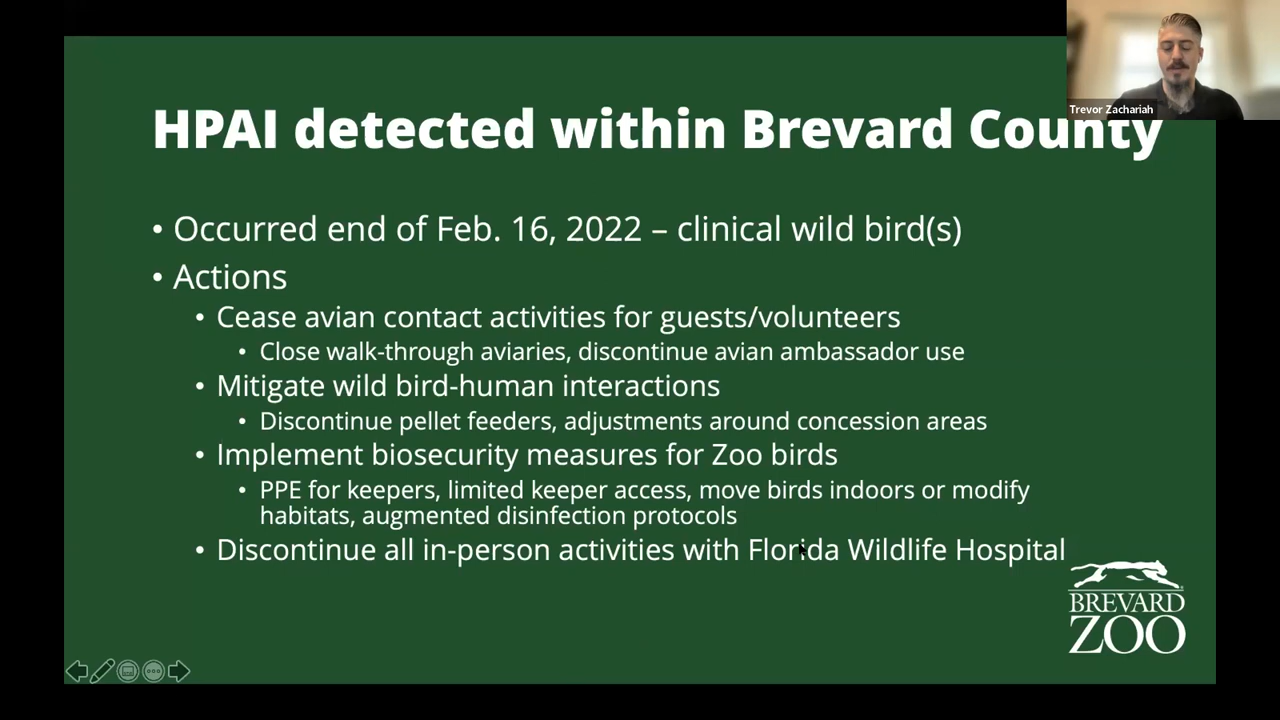 Trevor Zachariah
HPAI detected within Brevard County
• Occurred end of Feb. 16, 2022 – clinical wild bird(s)
• Actions
• Cease avian contact activities for guests/volunteers
• Close walk-through aviaries, discontinue avian ambassador use
• Mitigate wild bird-human interactions
• Discontinue pellet feeders, adjustments around concession areas
• Implement biosecurity measures for Zoo birds
• PPE for keepers, limited keeper access, move birds indoors or modify
habitats, augmented disinfection protocols
• Discontinue all in-person activities with Florida Wildlife Hospital
BREVARD
ZOO